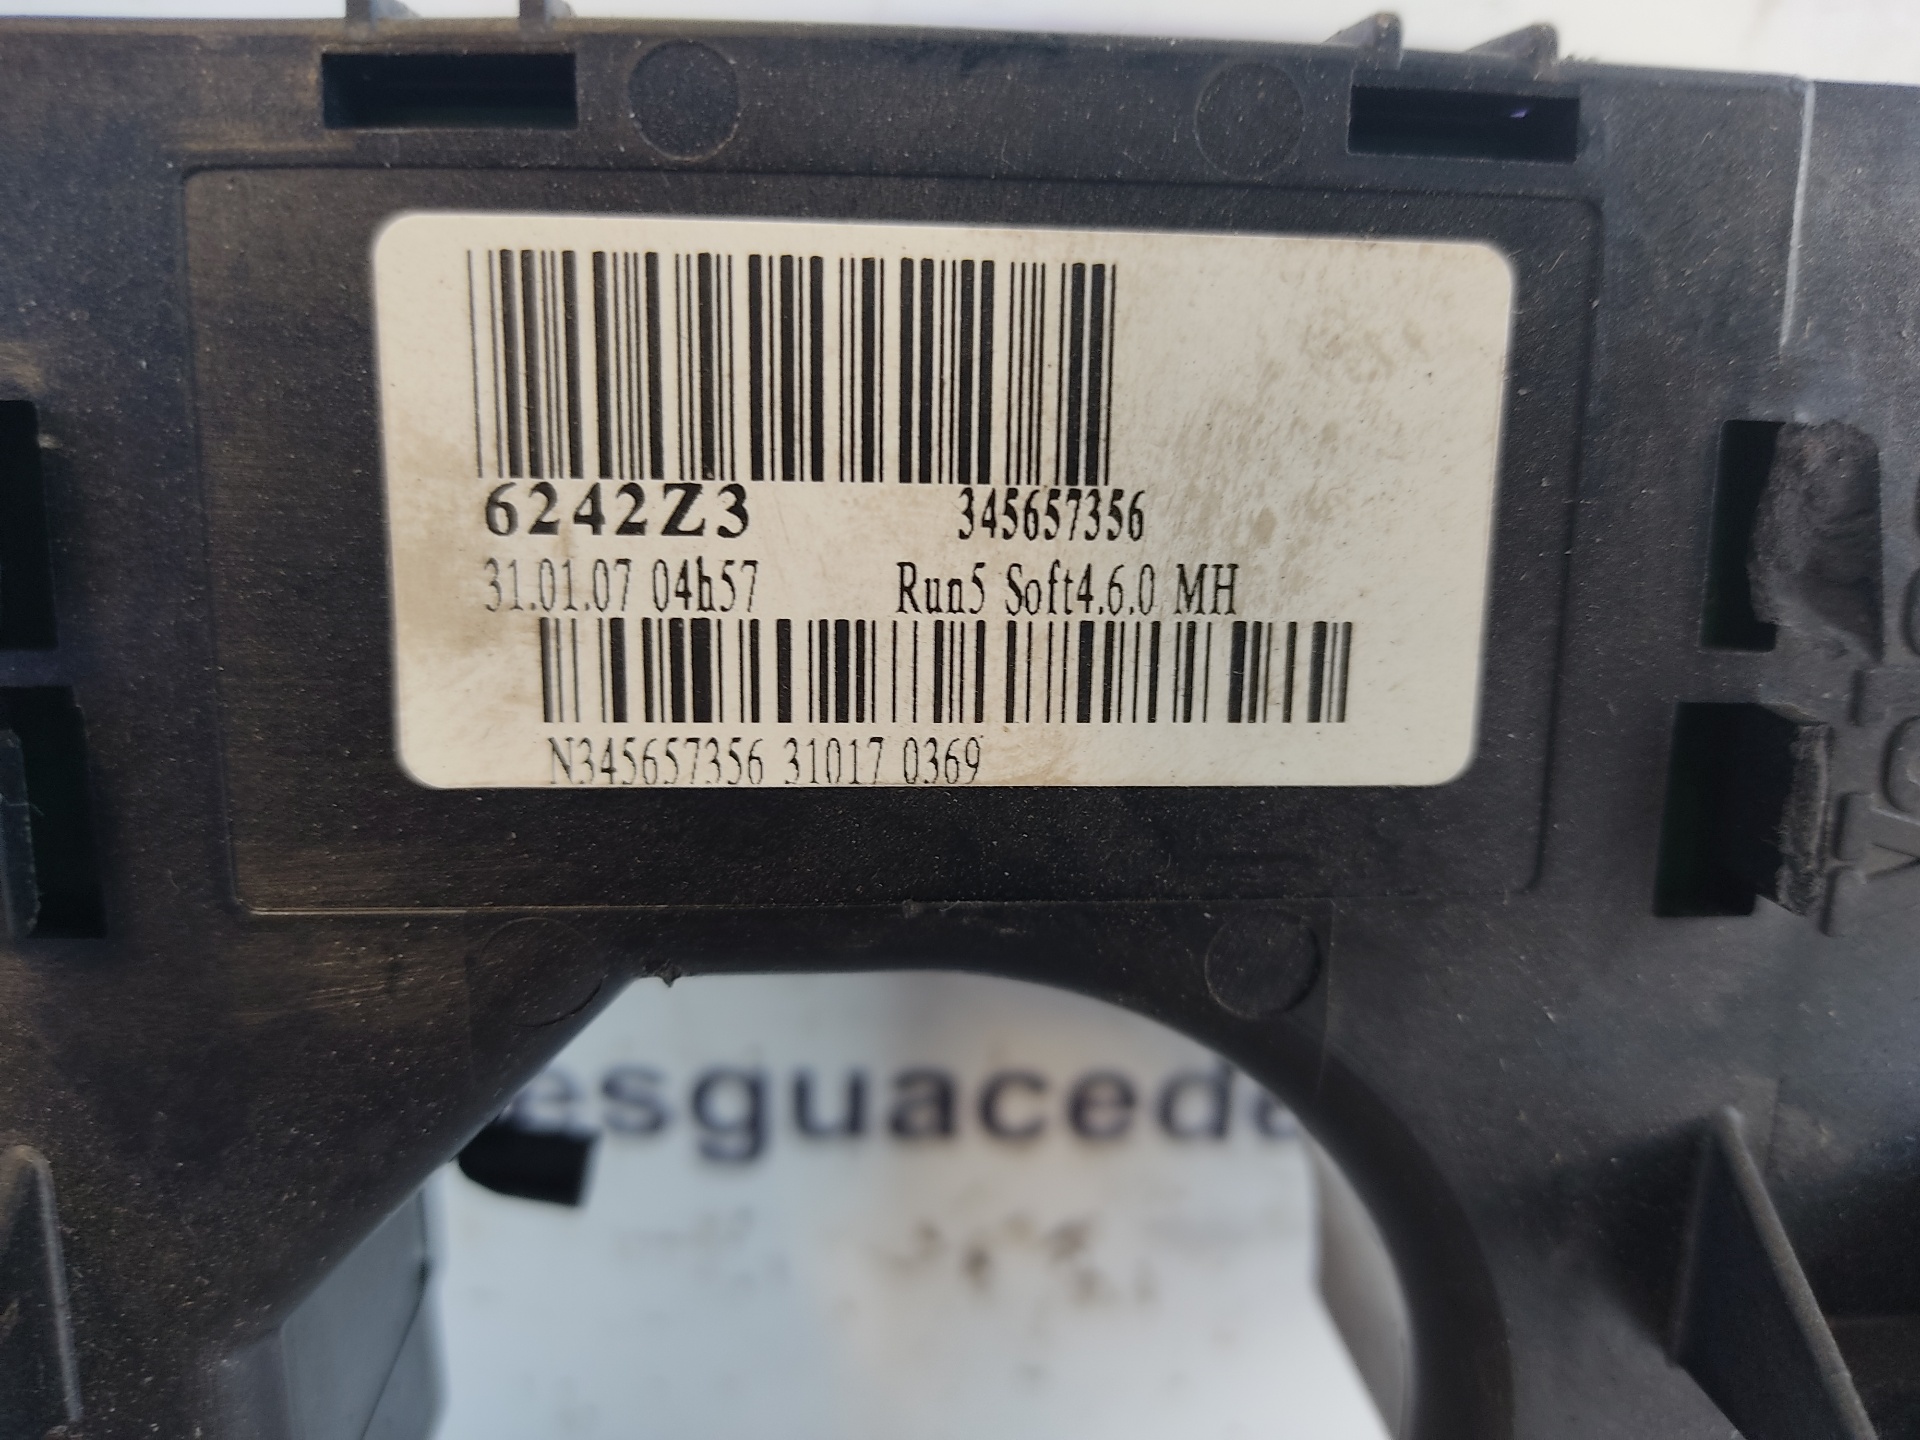 6242Z3 345657356
31.01.07 04h57 Run5 Soft4.6.0 MH
N345657356 31017 0369
esguaceda